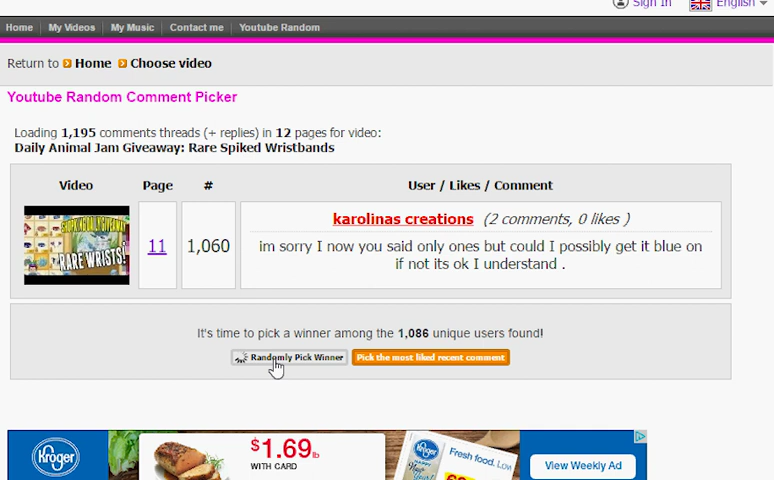 Sign In English
Home My Videos My Music Contact me Youtube Random
Return to Home Choose video
Youtube Random Comment Picker
Loading 1,195 comments threads (+ replies) in 12 pages for video:
Daily Animal Jam Giveaway: Rare Spiked Wristbands
Video Page # User / Likes / Comment
karolinas creations (2 comments, 0 likes )
11 1,060
im sorry I now you said only ones but could I possibly get it blue on
if not its ok I understand .
RARE WRISTS!
It's time to pick a winner among the 1,086 unique users found!
Randomly Pick Winner Pick the most liked recent comment
Kroger
$1.69 lb
WITH CARD
Kroger
Fresh food, Low
View Weekly Ad